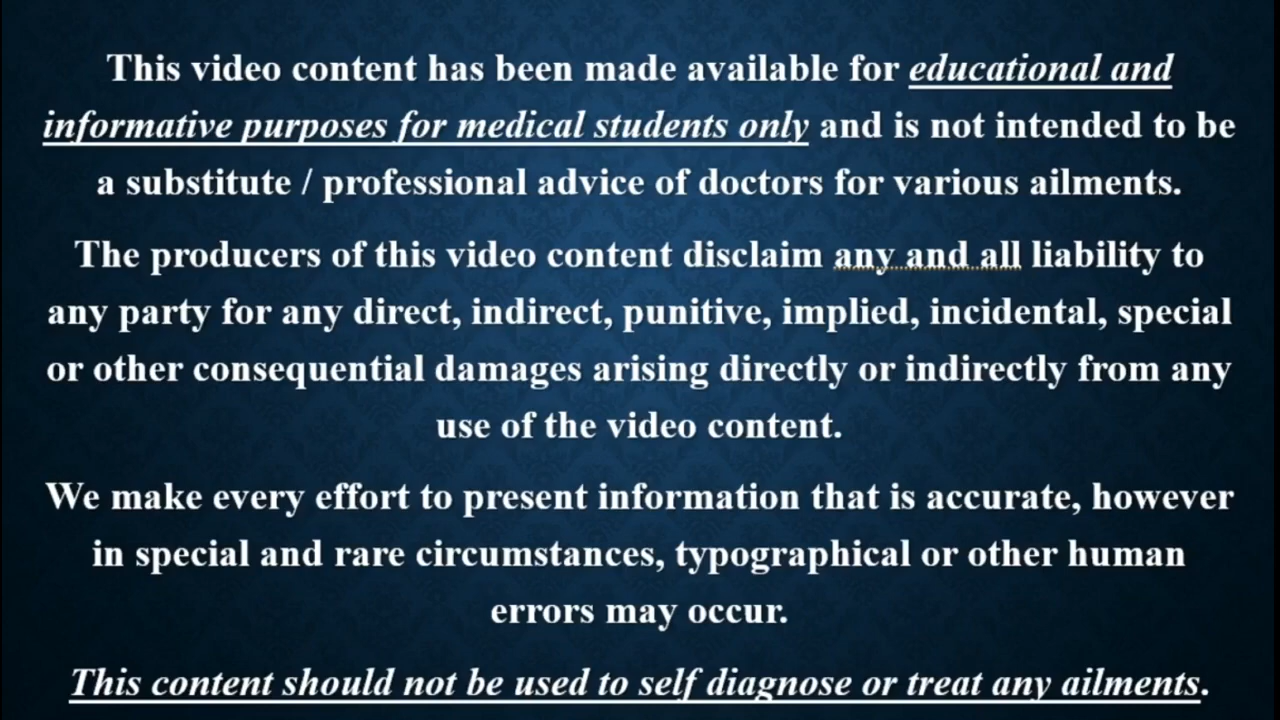 This video content has been made available for educational and
informative purposes for medical students only and is not intended to be
a substitute / professional advice of doctors for various ailments.
The producers of this video content disclaim any and all liability to
any party for any direct, indirect, punitive, implied, incidental, special
or other consequential damages arising directly or indirectly from any
use of the video content.
We make every effort to present information that is accurate, however
in special and rare circumstances, typographical or other human
errors may occur.
This content should not be used to self diagnose or treat any ailments.